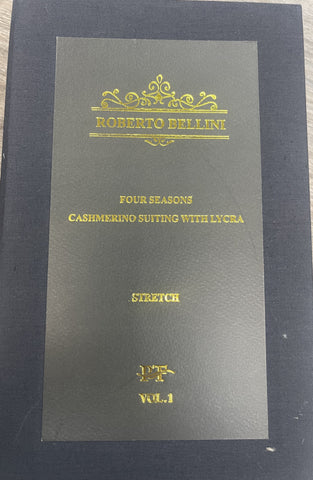 ROBERTO BELLINI
FOUR SEASONS
CASHMERINO SUITING WITH LYCRA
STRETCH
VOL.1